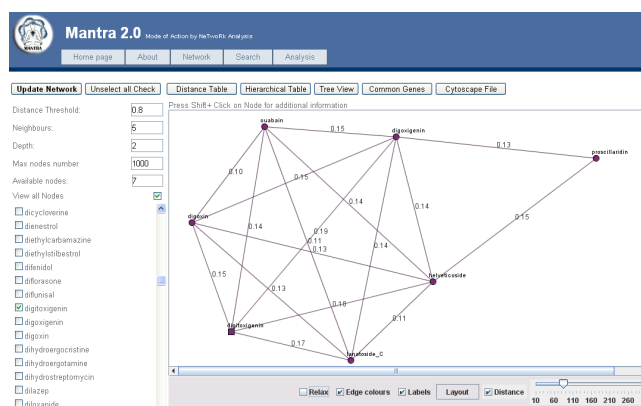 MANTRA
Mantra 2.0 Mode of Action by NeTwoRk Analysis
Home page About Network Search Analysis
Update Network Unselect all Check Distance Table Hierarchical Table Tree View Common Genes Cytoscape File
Press Shift+ Click on Node for additional information
Distance Threshold: 0.8
Neighbours: 5
Depth: 2
Max nodes number 1000
Available nodes: 7
View all Nodes
dicycloverine
dienestrol
diethylcarbamazine
diethylstilbestrol
difenidol
diflorasone
diflunisal
digitoxigenin
digoxigenin
digoxin
dihydroergocristine
dihydroergotamine
dihydrostreptomycin
dilazep
diloxanide
ouabain
0.15
digoxigenin
0.13
proscillaridin
0.10
0.15
0.14
0.14
digoxin
0.14
0.19
0.11
0.13
0.14
0.15
0.15
helveticoside
0.13
0.18
0.11
digitoxigenin
0.17
lanatoside_C
Relax Edge colours Labels Layout Distance
10 60 110 160 210 260